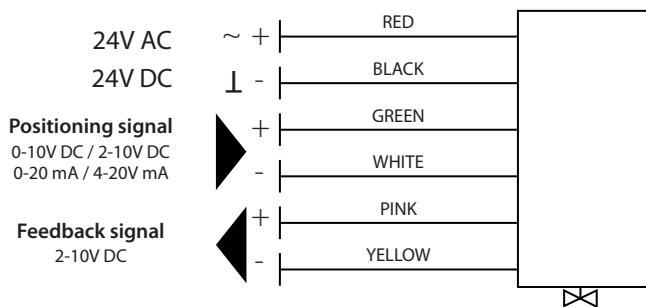 24V AC ~ + RED
24V DC ⊥ - BLACK
Positioning signal
0-10V DC / 2-10V DC
0-20 mA / 4-20V mA
+ GREEN
- WHITE
Feedback signal
2-10V DC
+ PINK
- YELLOW